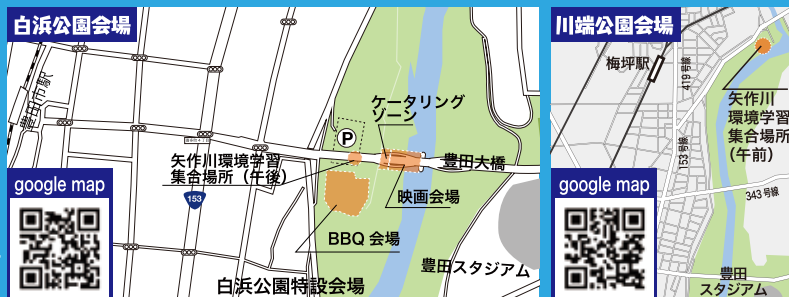 白浜公園会場
豊田市駅
ケータリング
ゾーン
P
矢作川環境学習
集合場所（午後）
豊田大橋
153
映画会場
BBQ 会場
豊田スタジアム
白浜公園特設会場
google map
川端公園会場
梅坪駅
419号線
矢作川
環境学習
集合場所
（午前）
153号線
343号線
豊田
スタジアム
google map